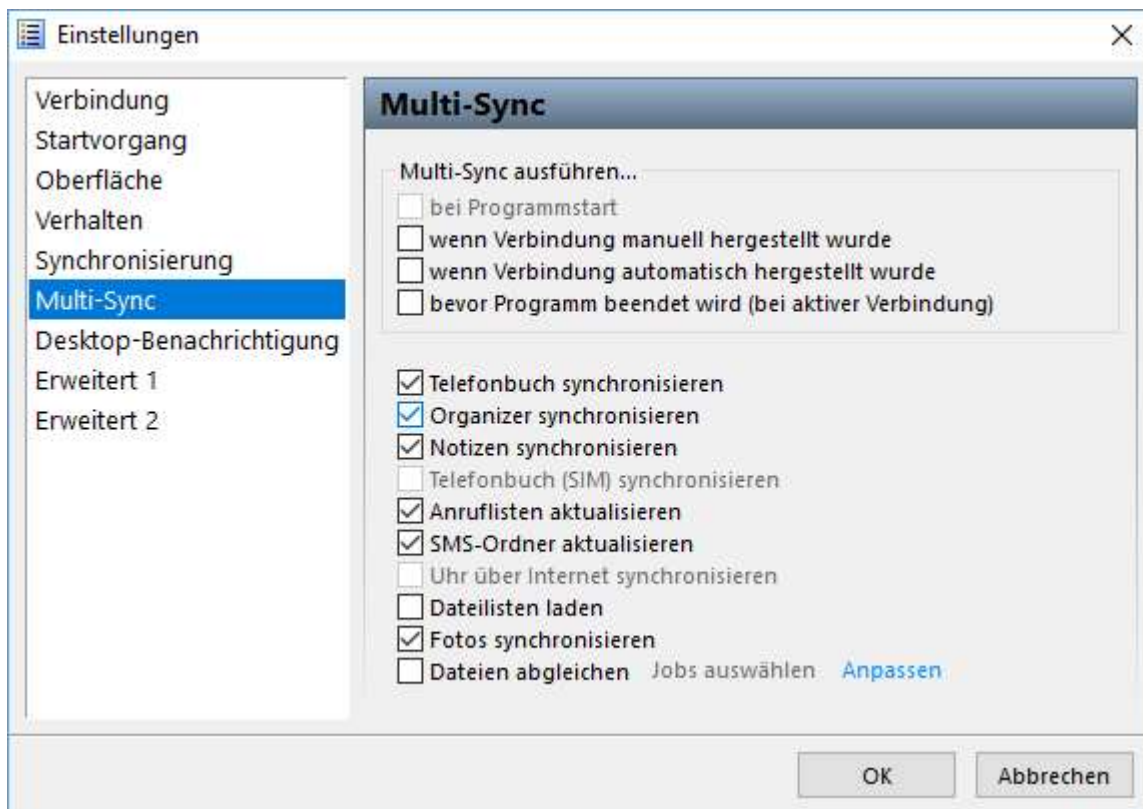 Einstellungen
Verbindung
Startvorgang
Oberfläche
Verhalten
Synchronisierung
Multi-Sync
Desktop-Benachrichtigung
Erweitert 1
Erweitert 2
Multi-Sync
Multi-Sync ausführen...
bei Programmstart
wenn Verbindung manuell hergestellt wurde
wenn Verbindung automatisch hergestellt wurde
bevor Programm beendet wird (bei aktiver Verbindung)
Telefonbuch synchronisieren
Organizer synchronisieren
Notizen synchronisieren
Telefonbuch (SIM) synchronisieren
Anruflisten aktualisieren
SMS-Ordner aktualisieren
Uhr über Internet synchronisieren
Dateilisten laden
Fotos synchronisieren
Dateien abgleichen Jobs auswählen Anpassen
OK Abbrechen